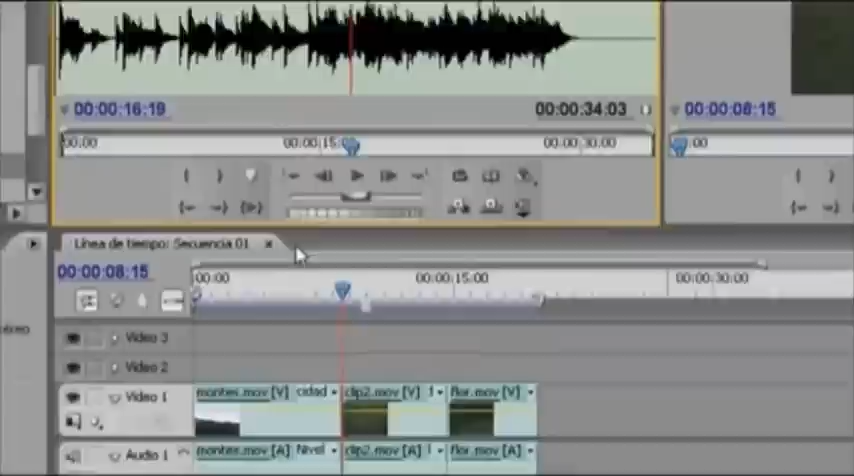 00:00:16:19
00:00:34:03
00:00:08:15
00:00
00:00:15:00
00:00:30:00
:00
Línea de tiempo: Secuencia 01 ×
00:00:08:15
00:00
00:00:15:00
00:00:30:00
Video 3
Video 2
Video 1
montes.mov [V] cidad
clip2.mov [V]
flor.mov [V]
Audio 1
montes.mov [A] Nivel
clip2.mov [A]
flor.mov [A]